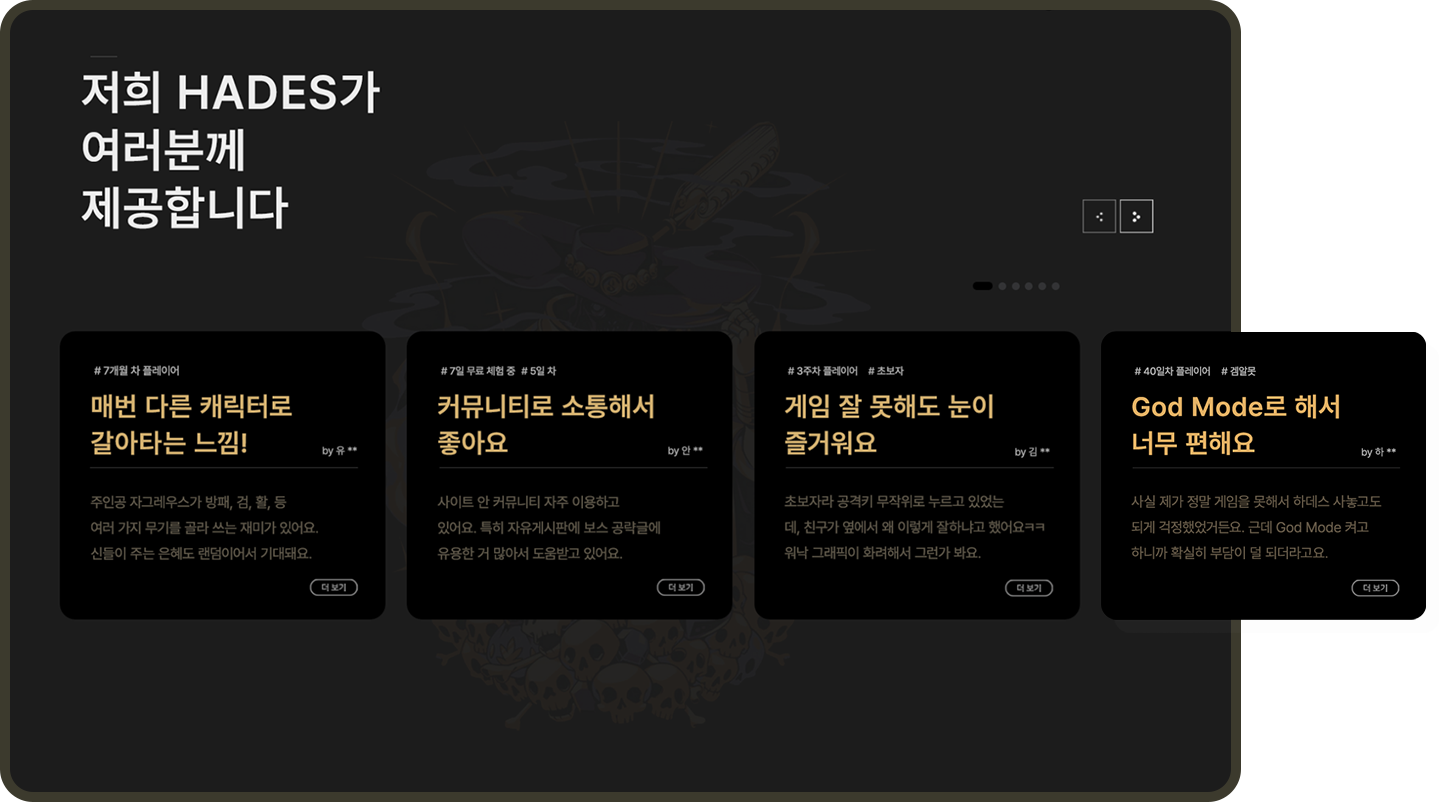 저희 HADES가
여러분께
제공합니다
# 7개월 차 플레이어
매번 다른 캐릭터로
갈아타는 느낌!
by 유 **
주인공 자그레우스가 방패, 검, 활, 등
여러 가지 무기를 골라 쓰는 재미가 있어요.
신들이 주는 은혜도 랜덤이어서 기대돼요.
더 보기
# 7일 무료 체험 중 # 5일 차
커뮤니티로 소통해서
좋아요
by 안 **
사이트 안 커뮤니티 자주 이용하고
있어요. 특히 자유게시판에 보스 공략글에
유용한 거 많아서 도움받고 있어요.
더 보기
# 3주차 플레이어 # 초보자
게임 잘 못해도 눈이
즐거워요
by 김 **
초보자라 공격키 무작위로 누르고 있었는
데, 친구가 옆에서 왜 이렇게 잘하냐고 했어요ㅋㅋ
워낙 그래픽이 화려해서 그런가 봐요.
더 보기
# 40일차 플레이어 # 겜알못
God Mode로 해서
너무 편해요
by 하 **
사실 제가 정말 게임을 못해서 하데스 사놓고도
되게 걱정했었거든요. 근데 God Mode 켜고
하니까 확실히 부담이 덜 되더라고요.
더 보기